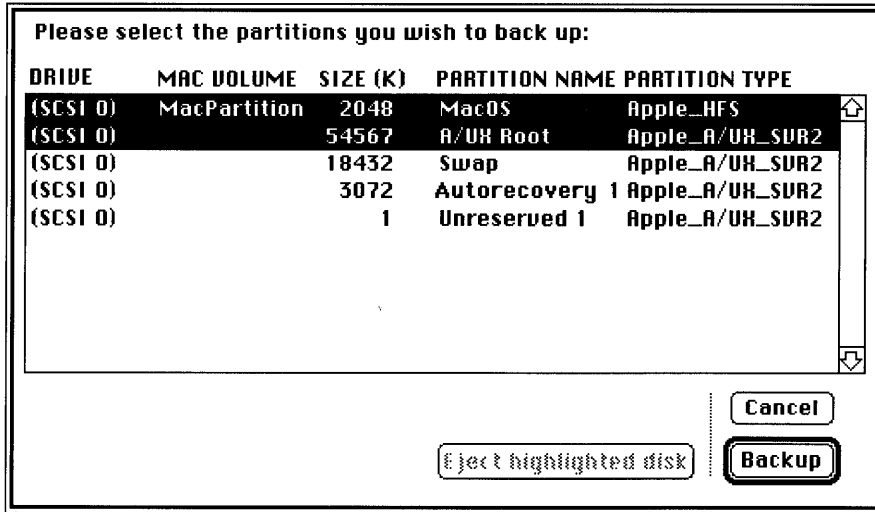 Please select the partitions you wish to back up:
DRIVE MAC VOLUME SIZE (K) PARTITION NAME PARTITION TYPE
(SCSI 0) MacPartition 2048 MacOS Apple_HFS
(SCSI 0) 54567 A/UX Root Apple_A/UX_SVR2
(SCSI 0) 18432 Swap Apple_A/UX_SVR2
(SCSI 0) 3072 Autorecovery 1 Apple_A/UX_SVR2
(SCSI 0) 1 Unreserved 1 Apple_A/UX_SVR2
Cancel
Eject highlighted disk Backup